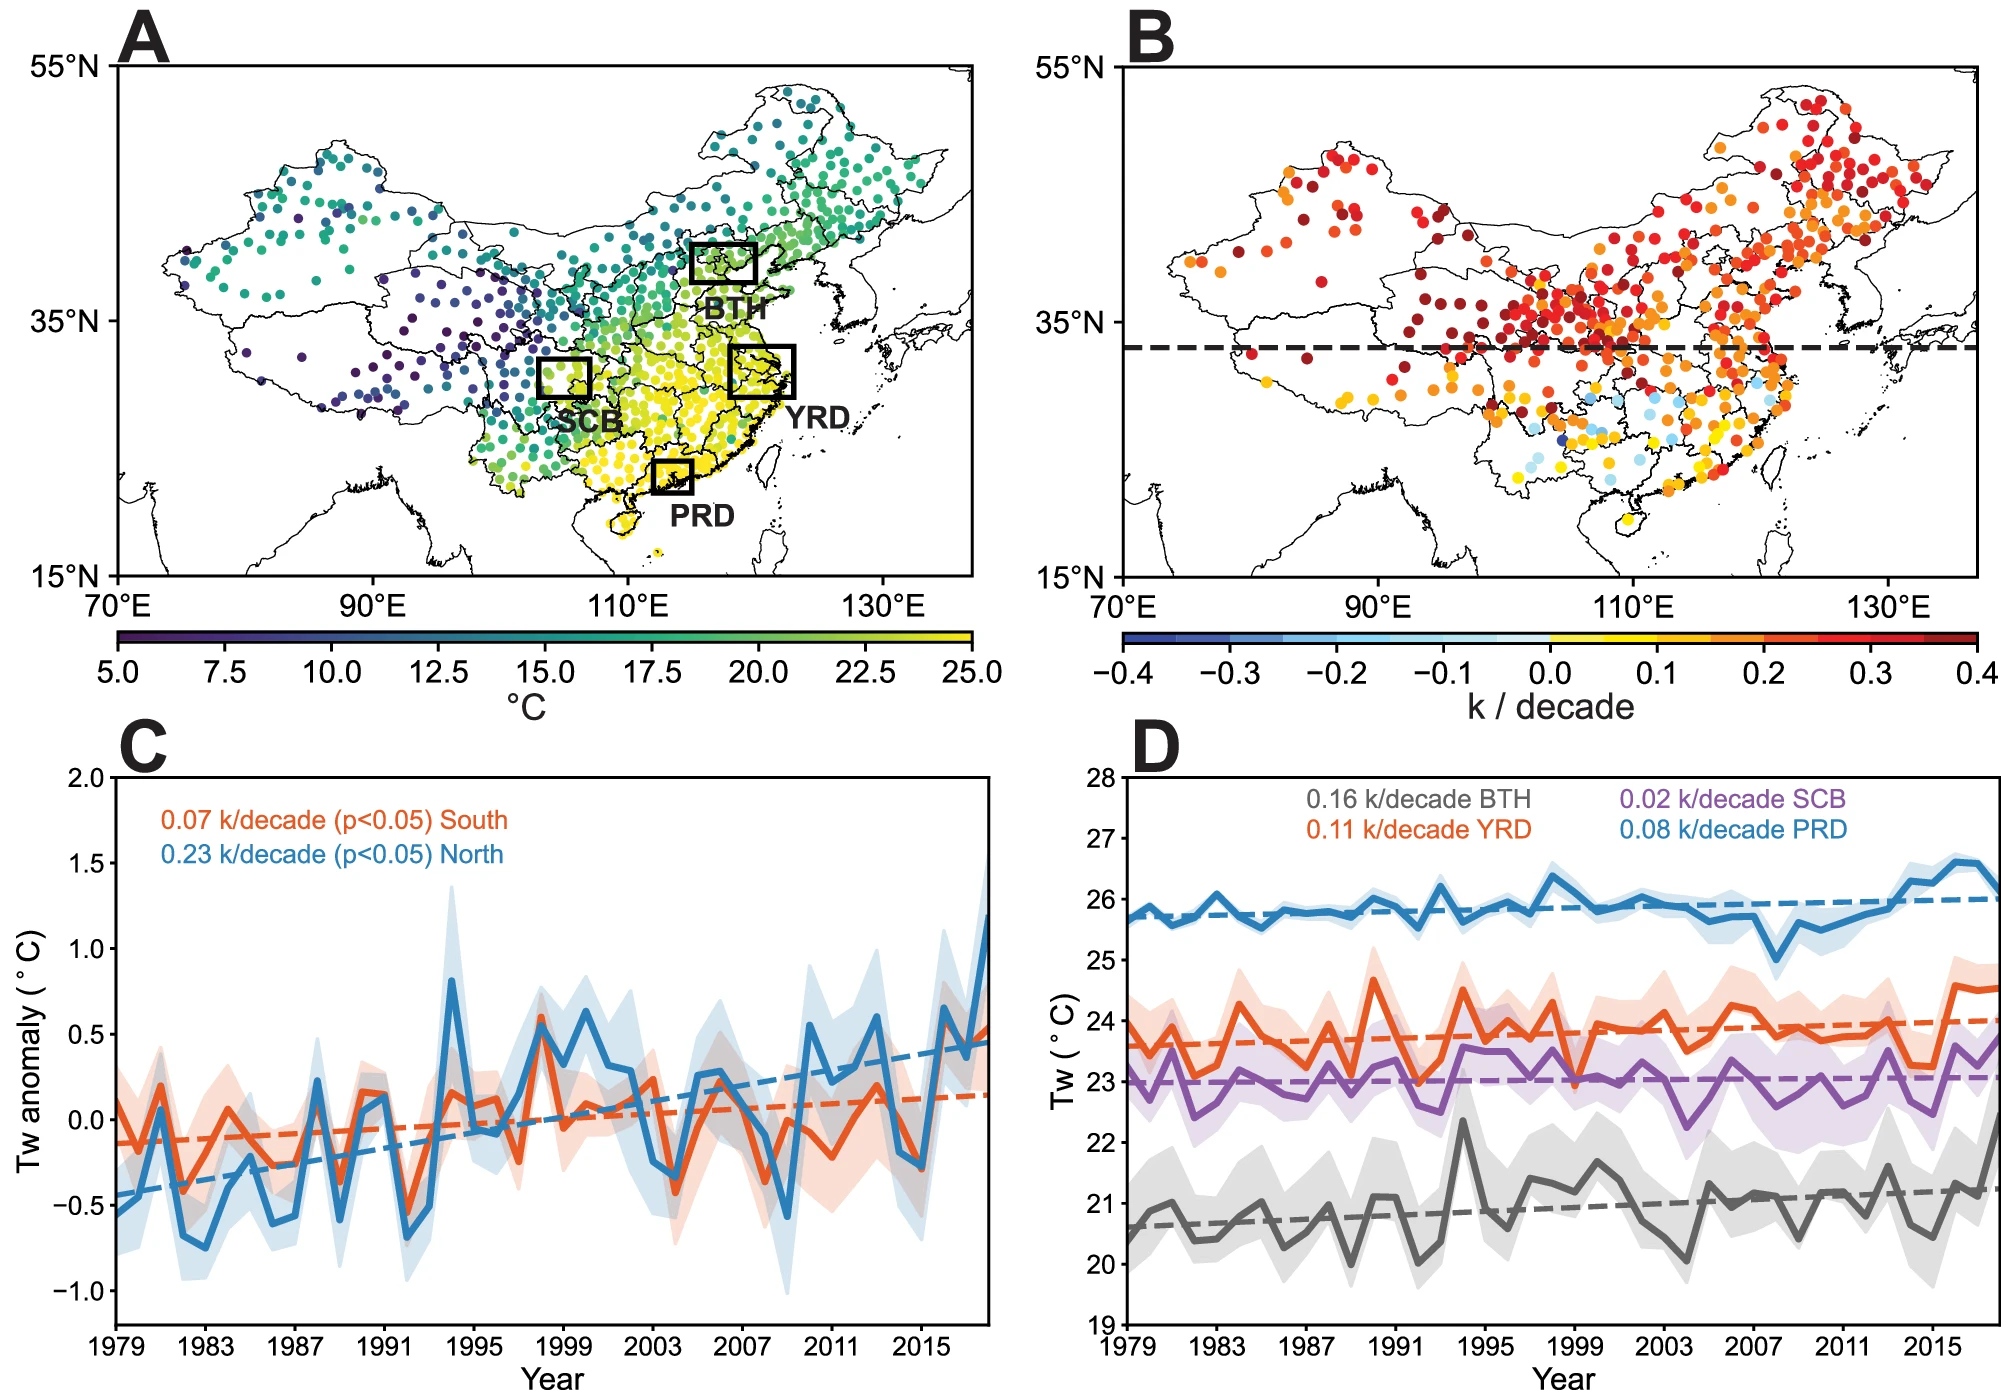 A
55°N
35°N
15°N
70°E 90°E 110°E 130°E
BTH
SCB
YRD
PRD
5.0 7.5 10.0 12.5 15.0 17.5 20.0 22.5 25.0
°C
B
55°N
35°N
15°N
70°E 90°E 110°E 130°E
−0.4 −0.3 −0.2 −0.1 0.0 0.1 0.2 0.3 0.4
k / decade
C
2.0
1.5
1.0
0.5
0.0
−0.5
−1.0
Tw anomaly (°C)
0.07 k/decade (p<0.05) South
0.23 k/decade (p<0.05) North
1979 1983 1987 1991 1995 1999 2003 2007 2011 2015
Year
D
28
27
26
25
24
23
22
21
20
19
Tw (°C)
0.16 k/decade BTH 0.02 k/decade SCB
0.11 k/decade YRD 0.08 k/decade PRD
1979 1983 1987 1991 1995 1999 2003 2007 2011 2015
Year